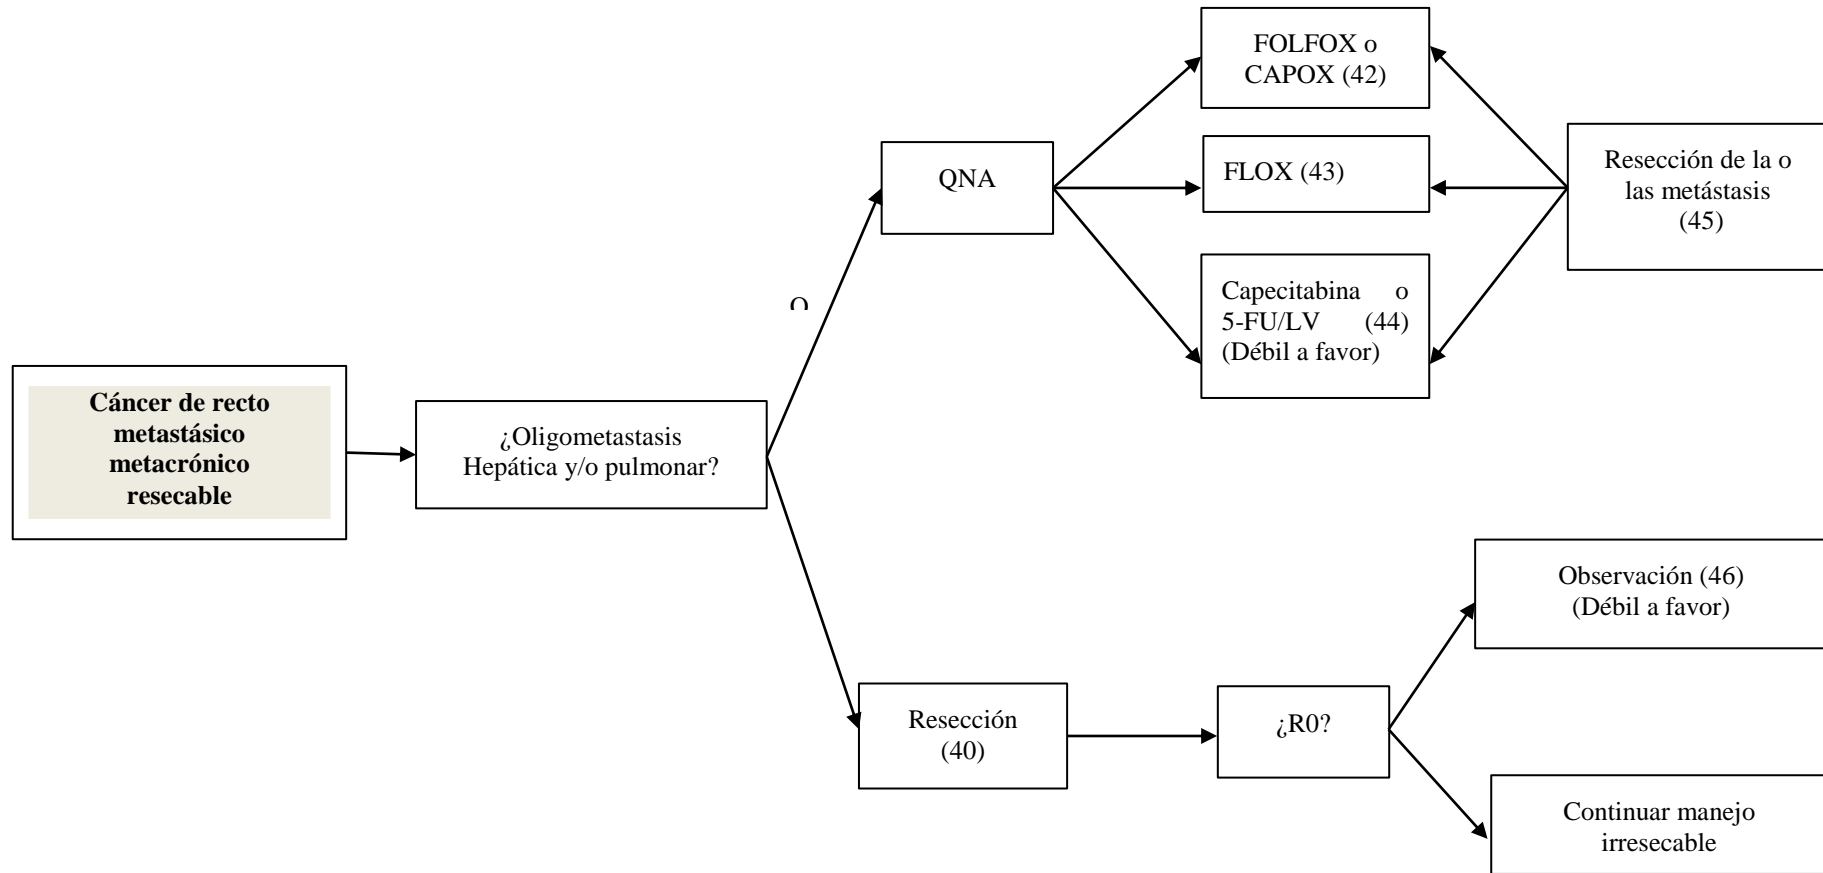 FOLFOX o
CAPOX (42)
QNA
FLOX (43)
Resección de la o
las metástasis
(45)
Capecitabina o
5-FU/LV (44)
(Débil a favor)
Cáncer de recto
metastásico
metacrónico
resecable
¿Oligometastasis
Hepática y/o pulmonar?
Observación (46)
(Débil a favor)
Resección
(40)
¿R0?
Continuar manejo
irresecable